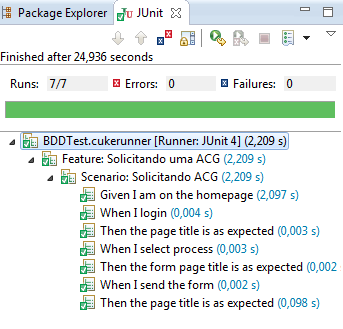 Package Explorer JUnit
Finished after 24,936 seconds
Runs: 7/7 Errors: 0 Failures: 0
BDDTest.cukerunner [Runner: JUnit 4] (2,209 s)
Feature: Solicitando uma ACG (2,209 s)
Scenario: Solicitando ACG (2,209 s)
Given I am on the homepage (2,097 s)
When I login (0,004 s)
Then the page title is as expected (0,003 s)
When I select process (0,003 s)
Then the form page title is as expected (0,002
When I send the form (0,002 s)
Then the page title is as expected (0,098 s)